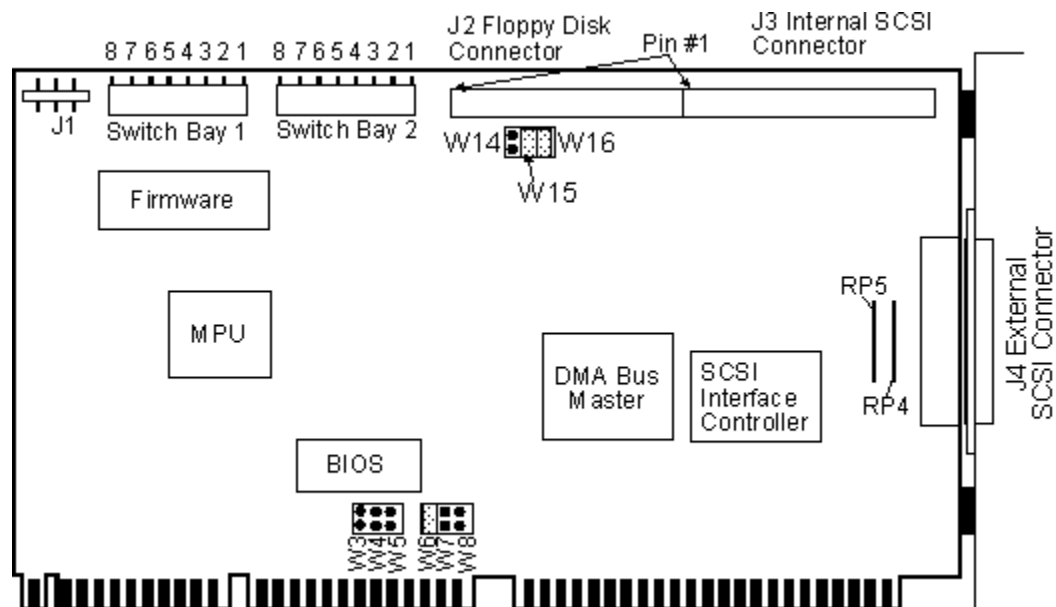 J2 Floppy Disk
Connector
Pin #1
J3 Internal SCSI
Connector
8 7 6 5 4 3 2 1
8 7 6 5 4 3 2 1
J1
Switch Bay 1
Switch Bay 2
W14
W16
W15
Firmware
MPU
DMA Bus
Master
SCSI
Interface
Controller
RP5
RP4
J4 External
SCSI Connector
BIOS
W3
W4
W5
W6
W7
W8